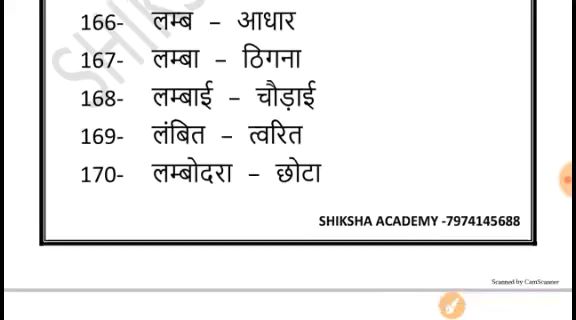 166- लम्ब – आधार
167- लम्बा – ठिगना
168- लम्बाई – चौड़ाई
169- लंबित – त्वरित
170- लम्बोदरा – छोटा
SHIKSHA ACADEMY -7974145688
Scanned by CamScanner